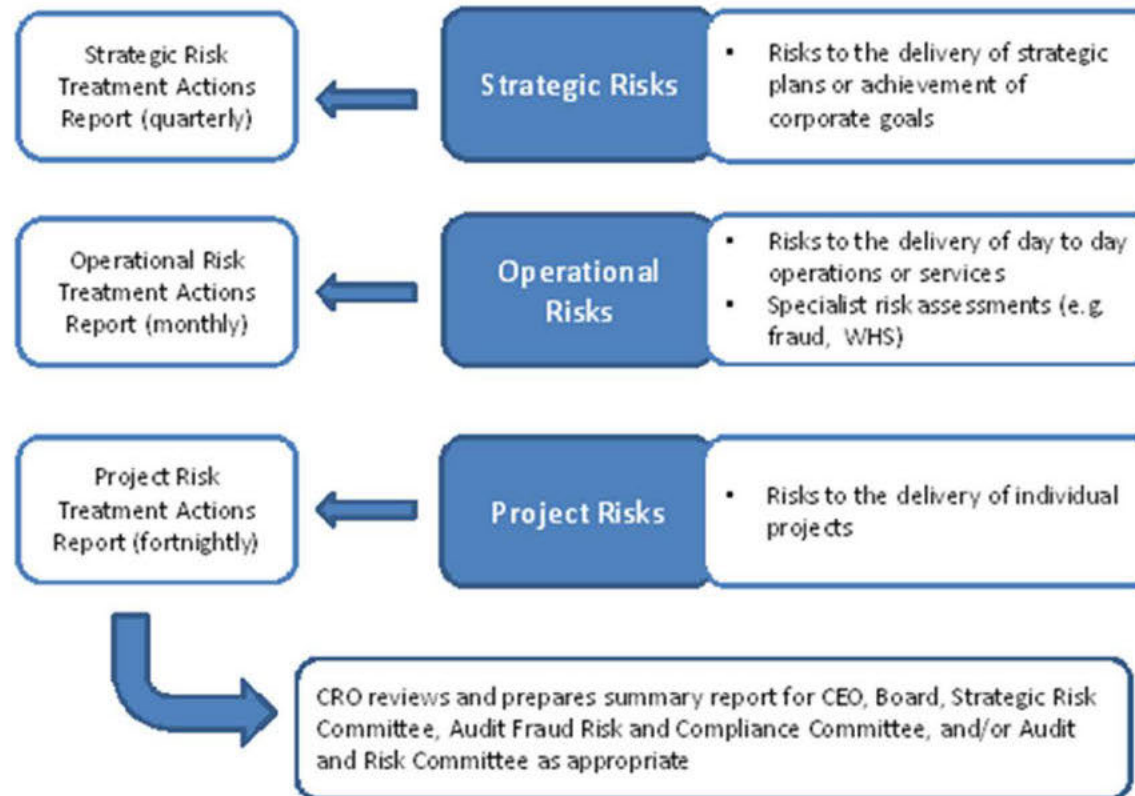 Strategic Risk
Treatment Actions
Report (quarterly)
Strategic Risks
• Risks to the delivery of strategic
plans or achievement of
corporate goals
Operational Risk
Treatment Actions
Report (monthly)
Operational
Risks
• Risks to the delivery of day to day
operations or services
• Specialist risk assessments (e.g.
fraud, WHS)
Project Risk
Treatment Actions
Report (fortnightly)
Project Risks
• Risks to the delivery of individual
projects
CRO reviews and prepares summary report for CEO, Board, Strategic Risk
Committee, Audit Fraud Risk and Compliance Committee, and/or Audit
and Risk Committee as appropriate